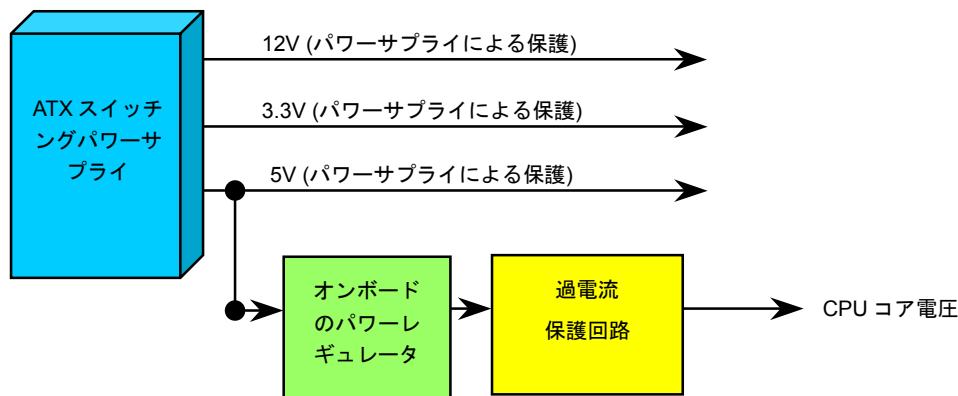 12V (パワーサプライによる保護)
ATX スイッチ
ングパワーサ
プライ
3.3V (パワーサプライによる保護)
5V (パワーサプライによる保護)
オンボード
のパワーレ
ギュレータ
過電流
保護回路
CPU コア電圧